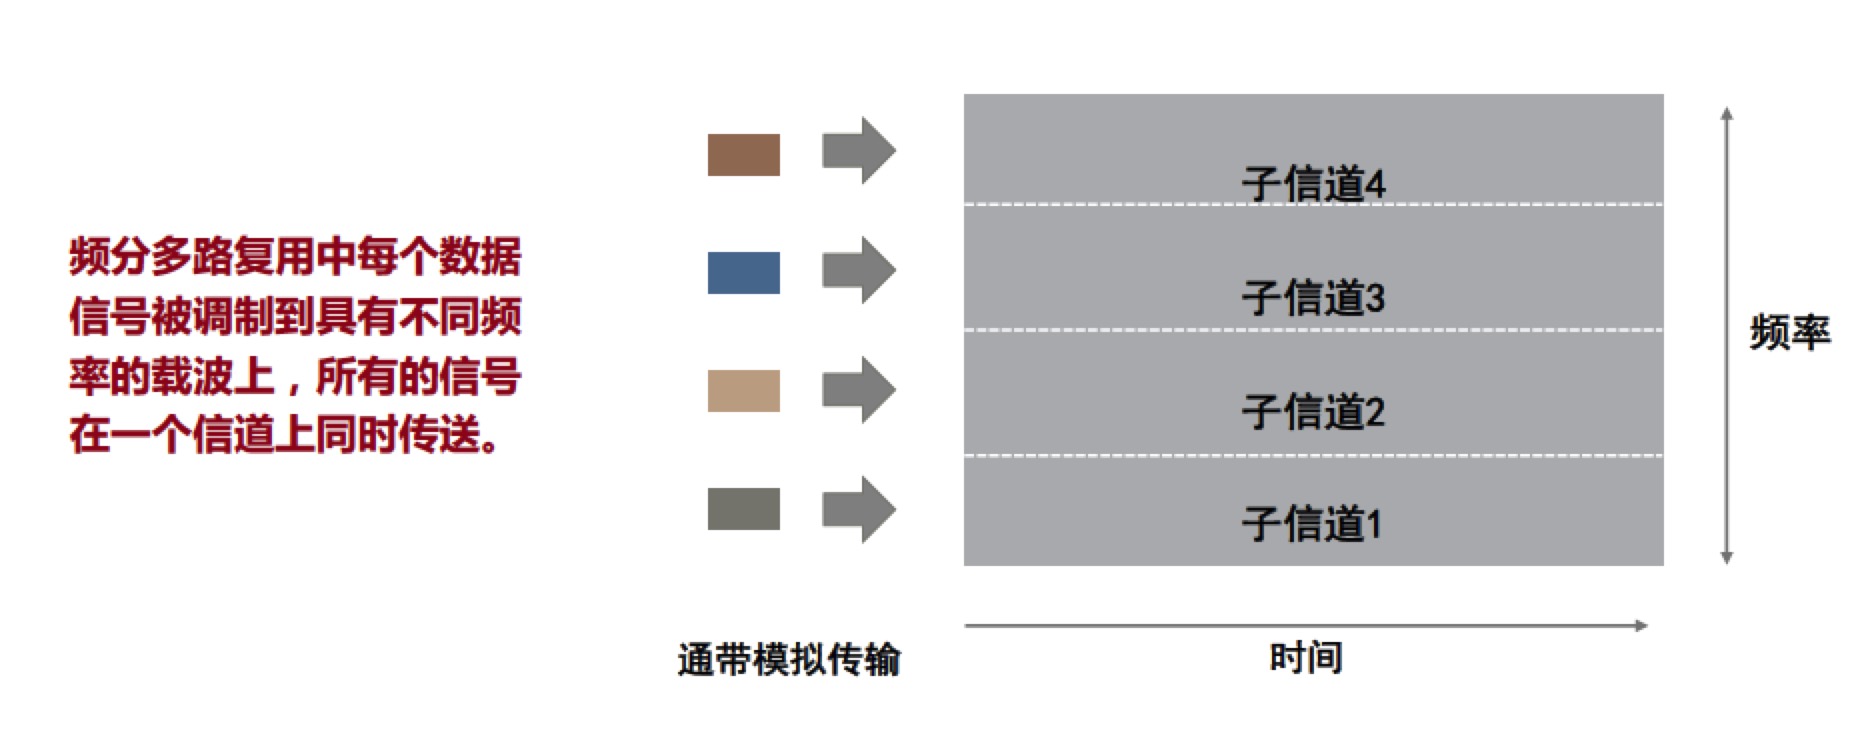 频分多路复用中每个数据
信号被调制到具有不同频
率的载波上，所有的信号
在一个信道上同时传送。
子信道4
子信道3
子信道2
子信道1
频率
通带模拟传输
时间